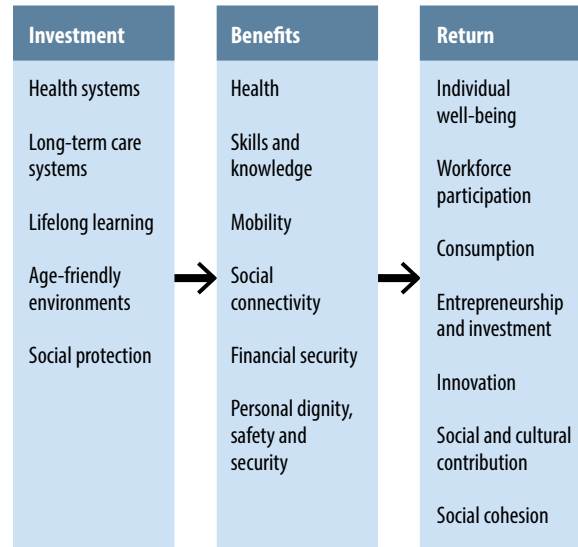 Investment
Health systems
Long-term care
systems
Lifelong learning
Age-friendly
environments
Social protection
Benefits
Health
Skills and
knowledge
Mobility
Social
connectivity
Financial security
Personal dignity,
safety and
security
Return
Individual
well-being
Workforce
participation
Consumption
Entrepreneurship
and investment
Innovation
Social and cultural
contribution
Social cohesion